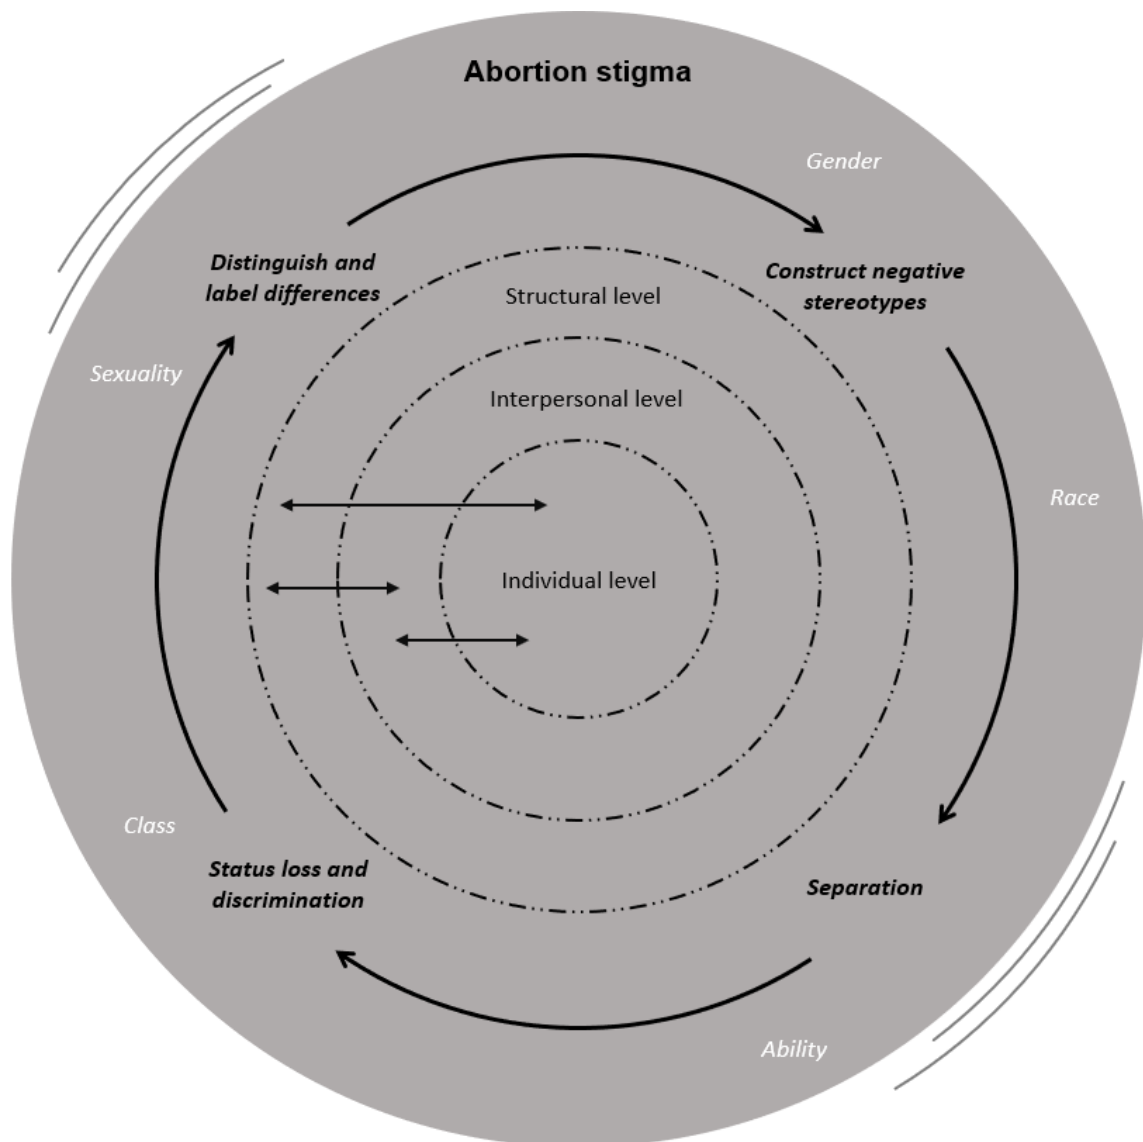 Abortion stigma
Gender
Distinguish and
label differences
Construct negative
stereotypes
Structural level
Sexuality
Interpersonal level
Race
Individual level
Class
Status loss and
discrimination
Separation
Ability